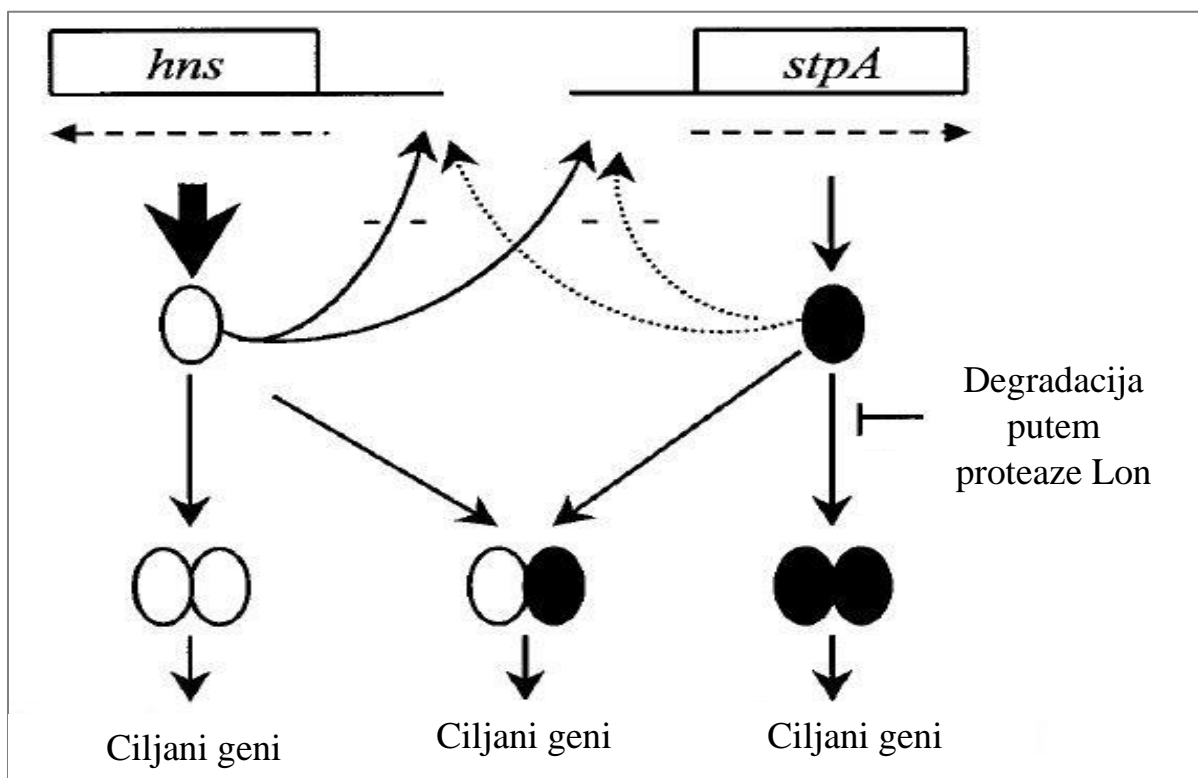 hns
stpA
- -
- -
Degradacija
putem
proteaze Lon
Ciljani geni
Ciljani geni
Ciljani geni